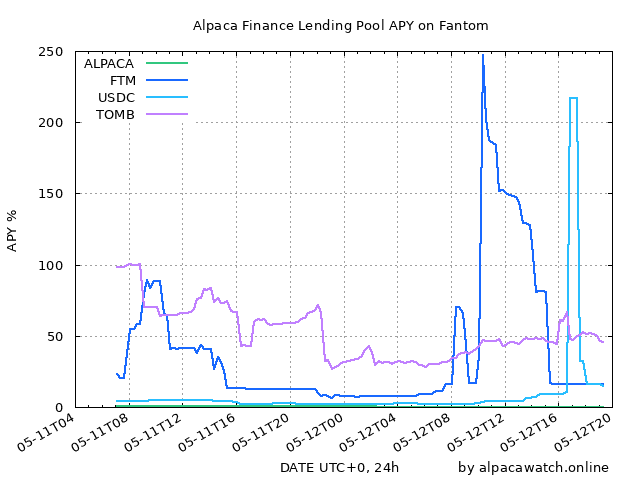 Alpaca Finance Lending Pool APY on Fantom
250
200
150
100
50
0
APY %
ALPACA
FTM
USDC
TOMB
05-11T04
05-11T08
05-11T12
05-11T16
05-11T20
05-12T00
05-12T04
05-12T08
05-12T12
05-12T16
05-12T20
DATE UTC+0, 24h
by alpacawatch.online